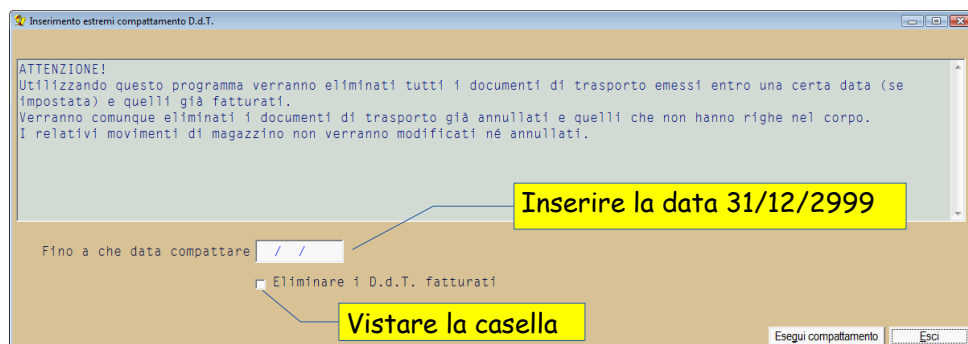 Inserimento estremi compattamento D.d.T.
ATTENZIONE!
Utilizzando questo programma verranno eliminati tutti i documenti di trasporto emessi entro una certa data (se
impostata) e quelli già fatturati.
Verranno comunque eliminati i documenti di trasporto già annullati e quelli che non hanno righe nel corpo.
I relativi movimenti di magazzino non verranno modificati né annullati.
Inserire la data 31/12/2999
Fino a che data compattare / /
Eliminare i D.d.T. fatturati
Vistare la casella
Esegui compattamento Esci